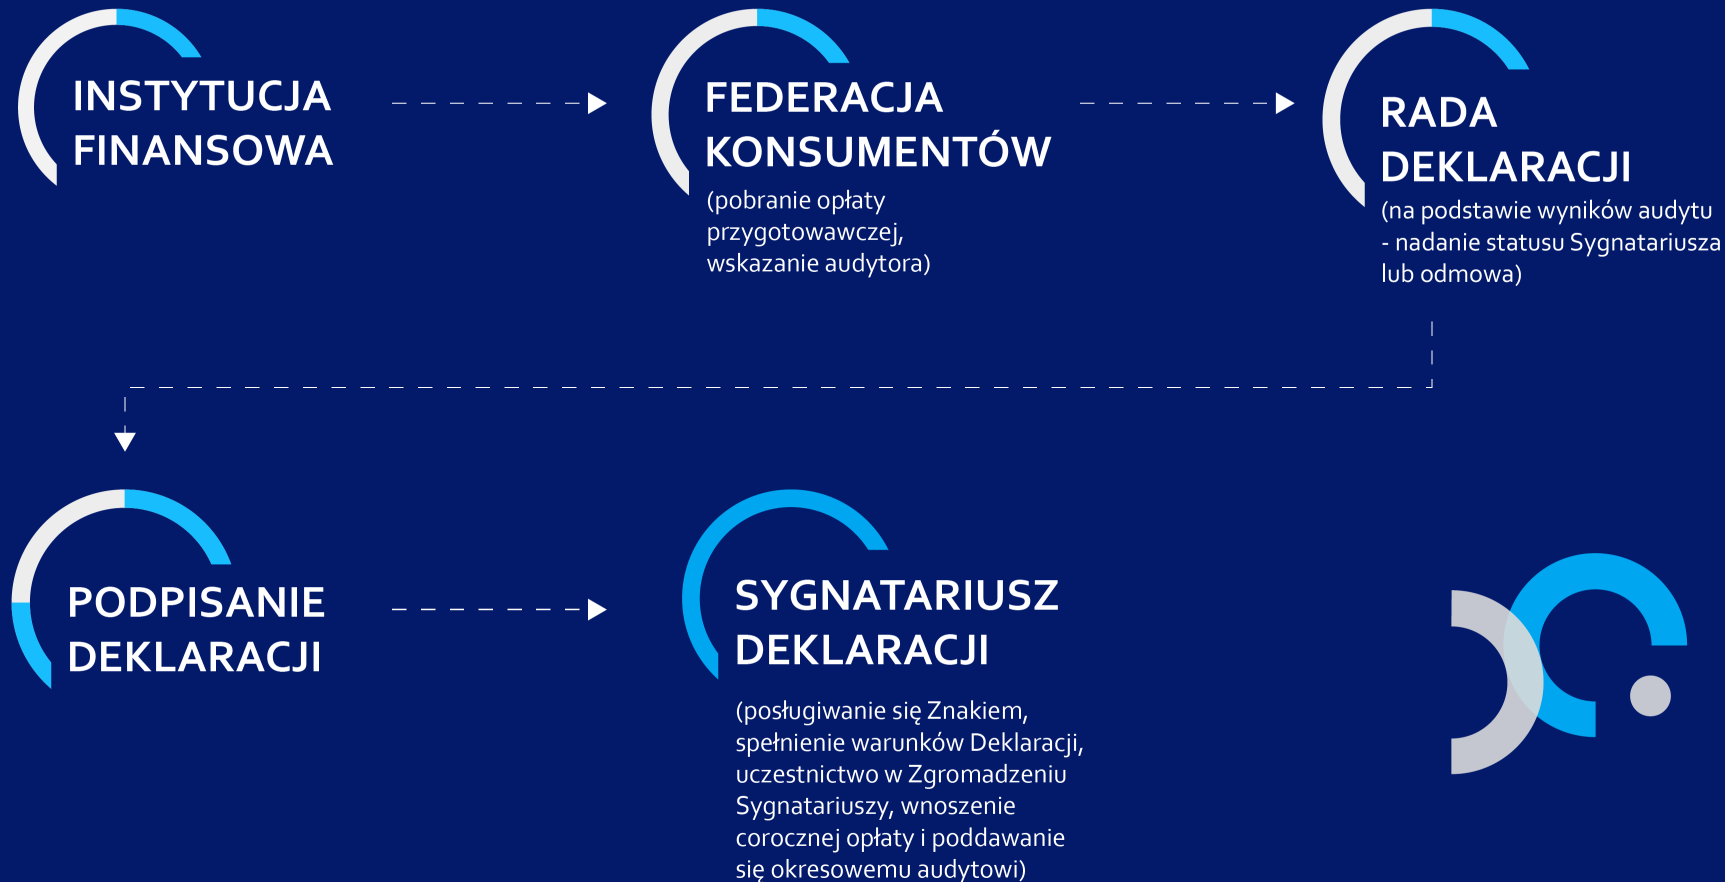 INSTYTUCJA
FINANSOWA
FEDERACJA
KONSUMENTÓW
(pobranie opłaty
przygotowawczej,
wskazanie audytora)
RADA
DEKLARACJI
(na podstawie wyników audytu
- nadanie statusu Sygnatariusza
lub odmowa)
PODPISANIE
DEKLARACJI
SYGNATARIUSZ
DEKLARACJI
(posługiwanie się Znakiem,
spełnienie warunków Deklaracji,
uczestnictwo w Zgromadzeniu
Sygnatariuszy, wnoszenie
corocznej opłaty i poddawanie
się okresowemu audytowi)